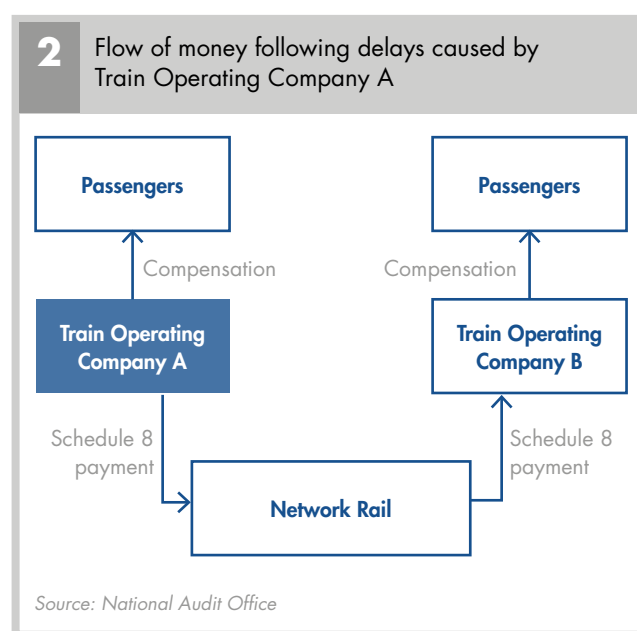 2
Flow of money following delays caused by
Train Operating Company A
Passengers
Passengers
Compensation
Compensation
Train Operating
Company A
Train Operating
Company B
Schedule 8
payment
Schedule 8
payment
Network Rail
Source: National Audit Office